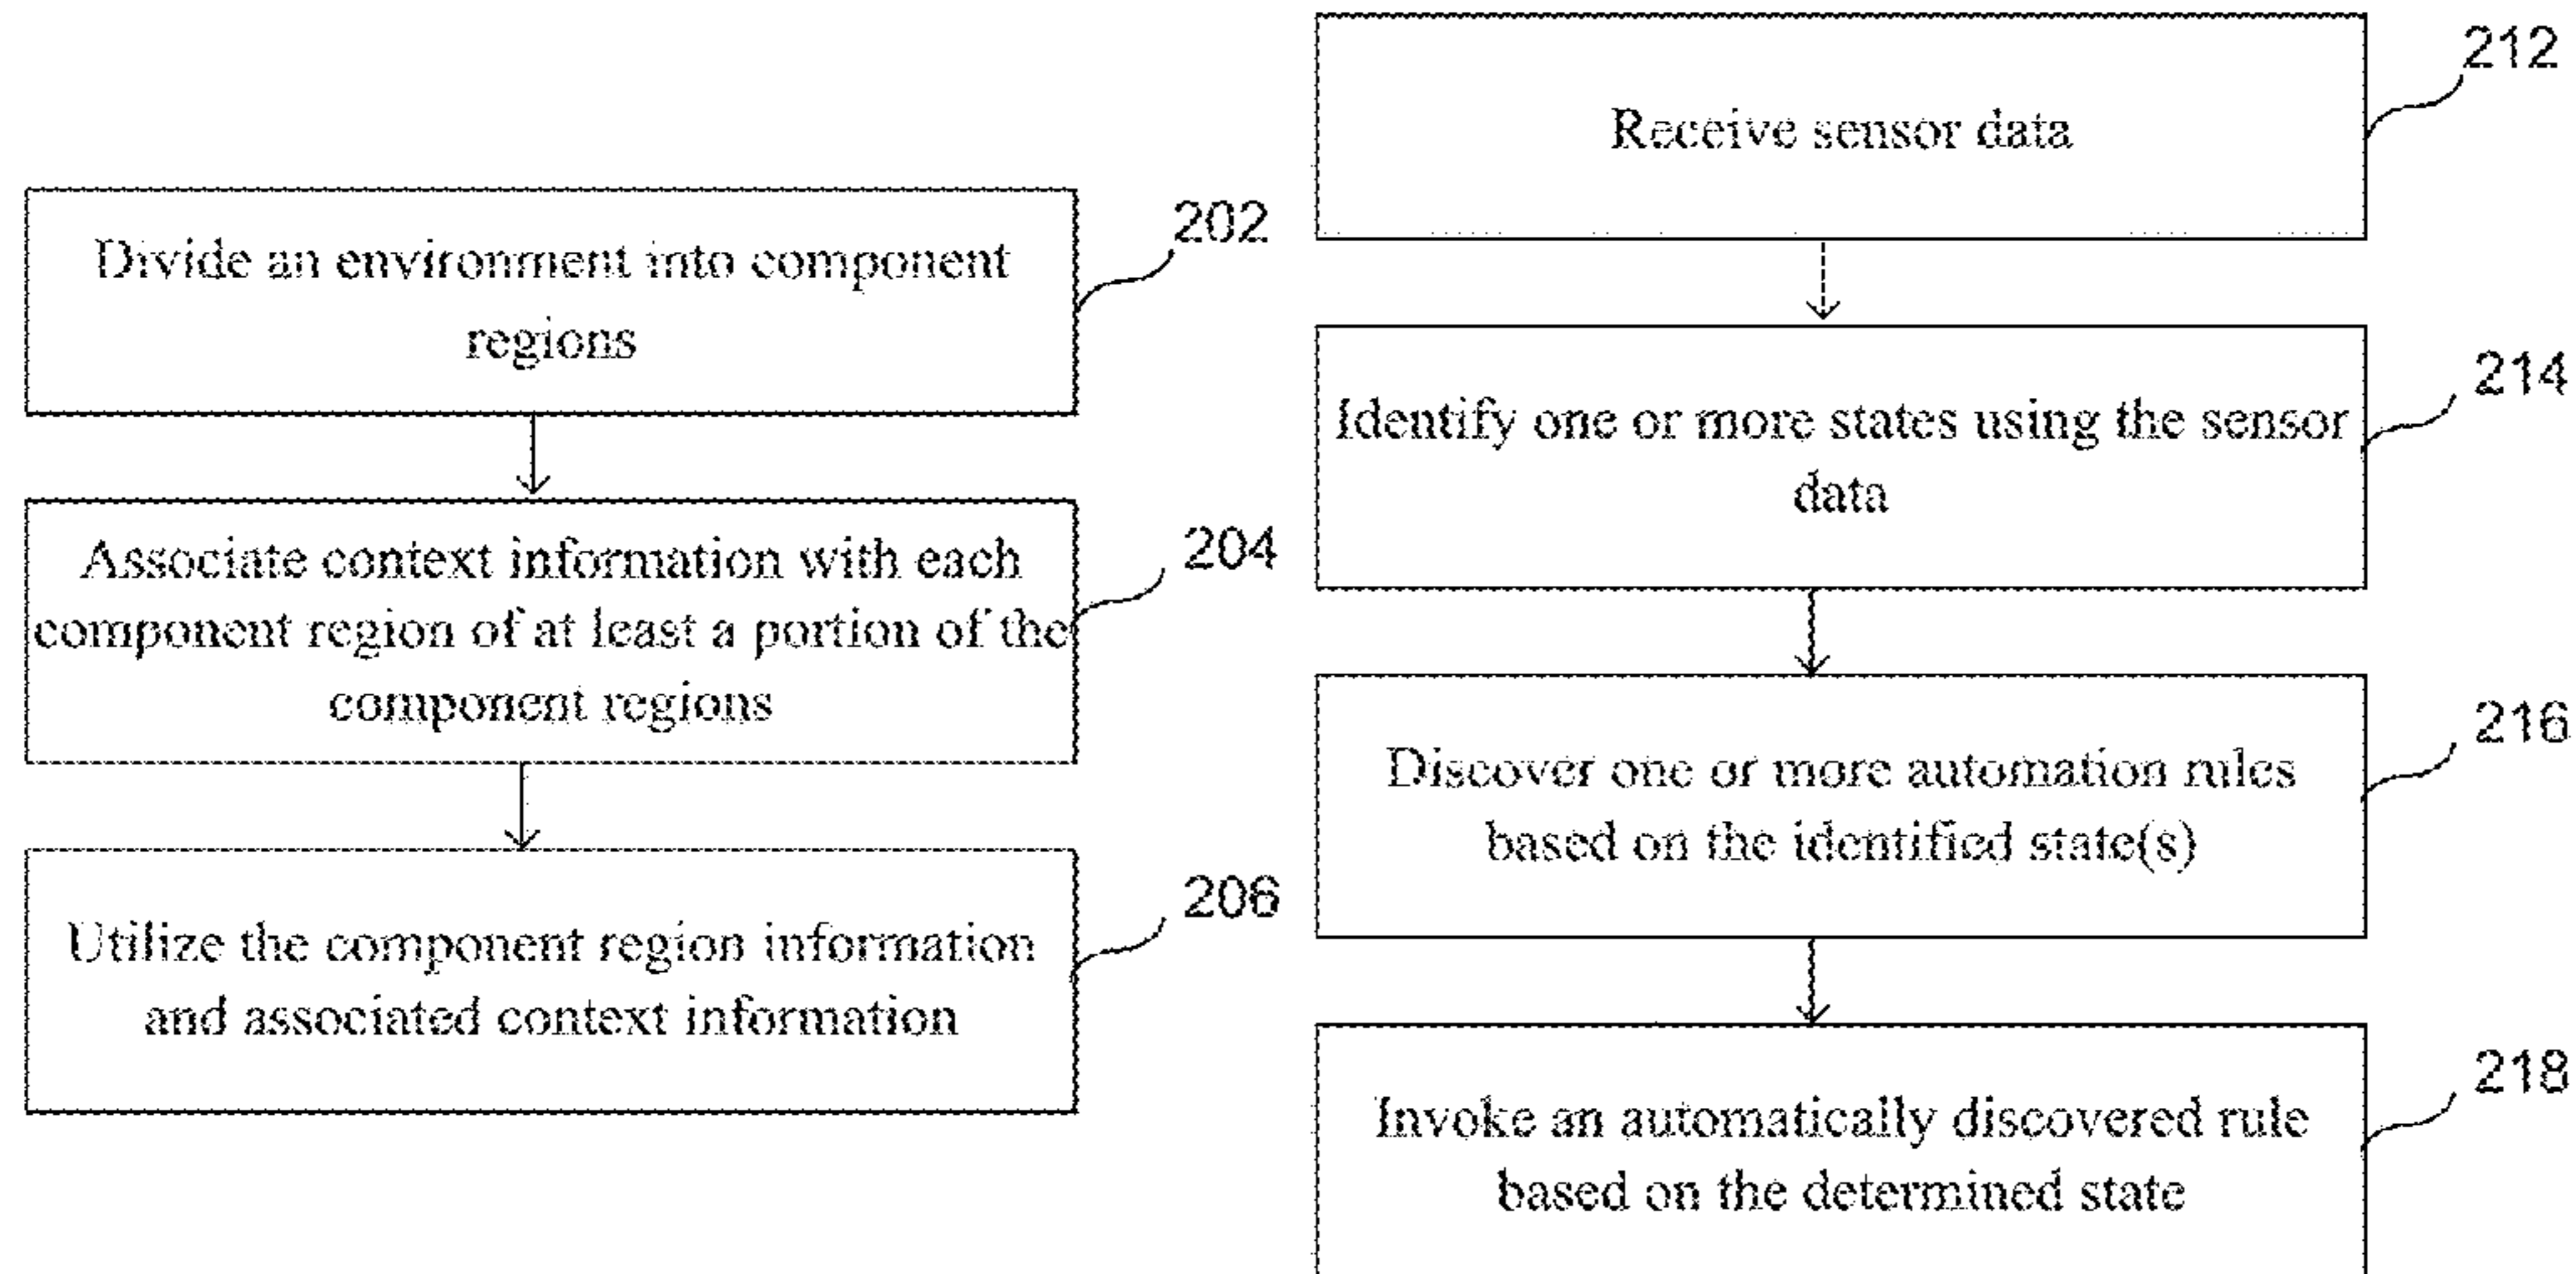 Divide an environment into component
regions
202
Associate context information with each
component region of at least a portion of the
component regions
204
Utilize the component region information
and associated context information
206
Receive sensor data
212
Identify one or more states using the sensor
data
214
Discover one or more automation rules
based on the identified state(s)
216
Invoke an automatically discovered rule
based on the determined state
218